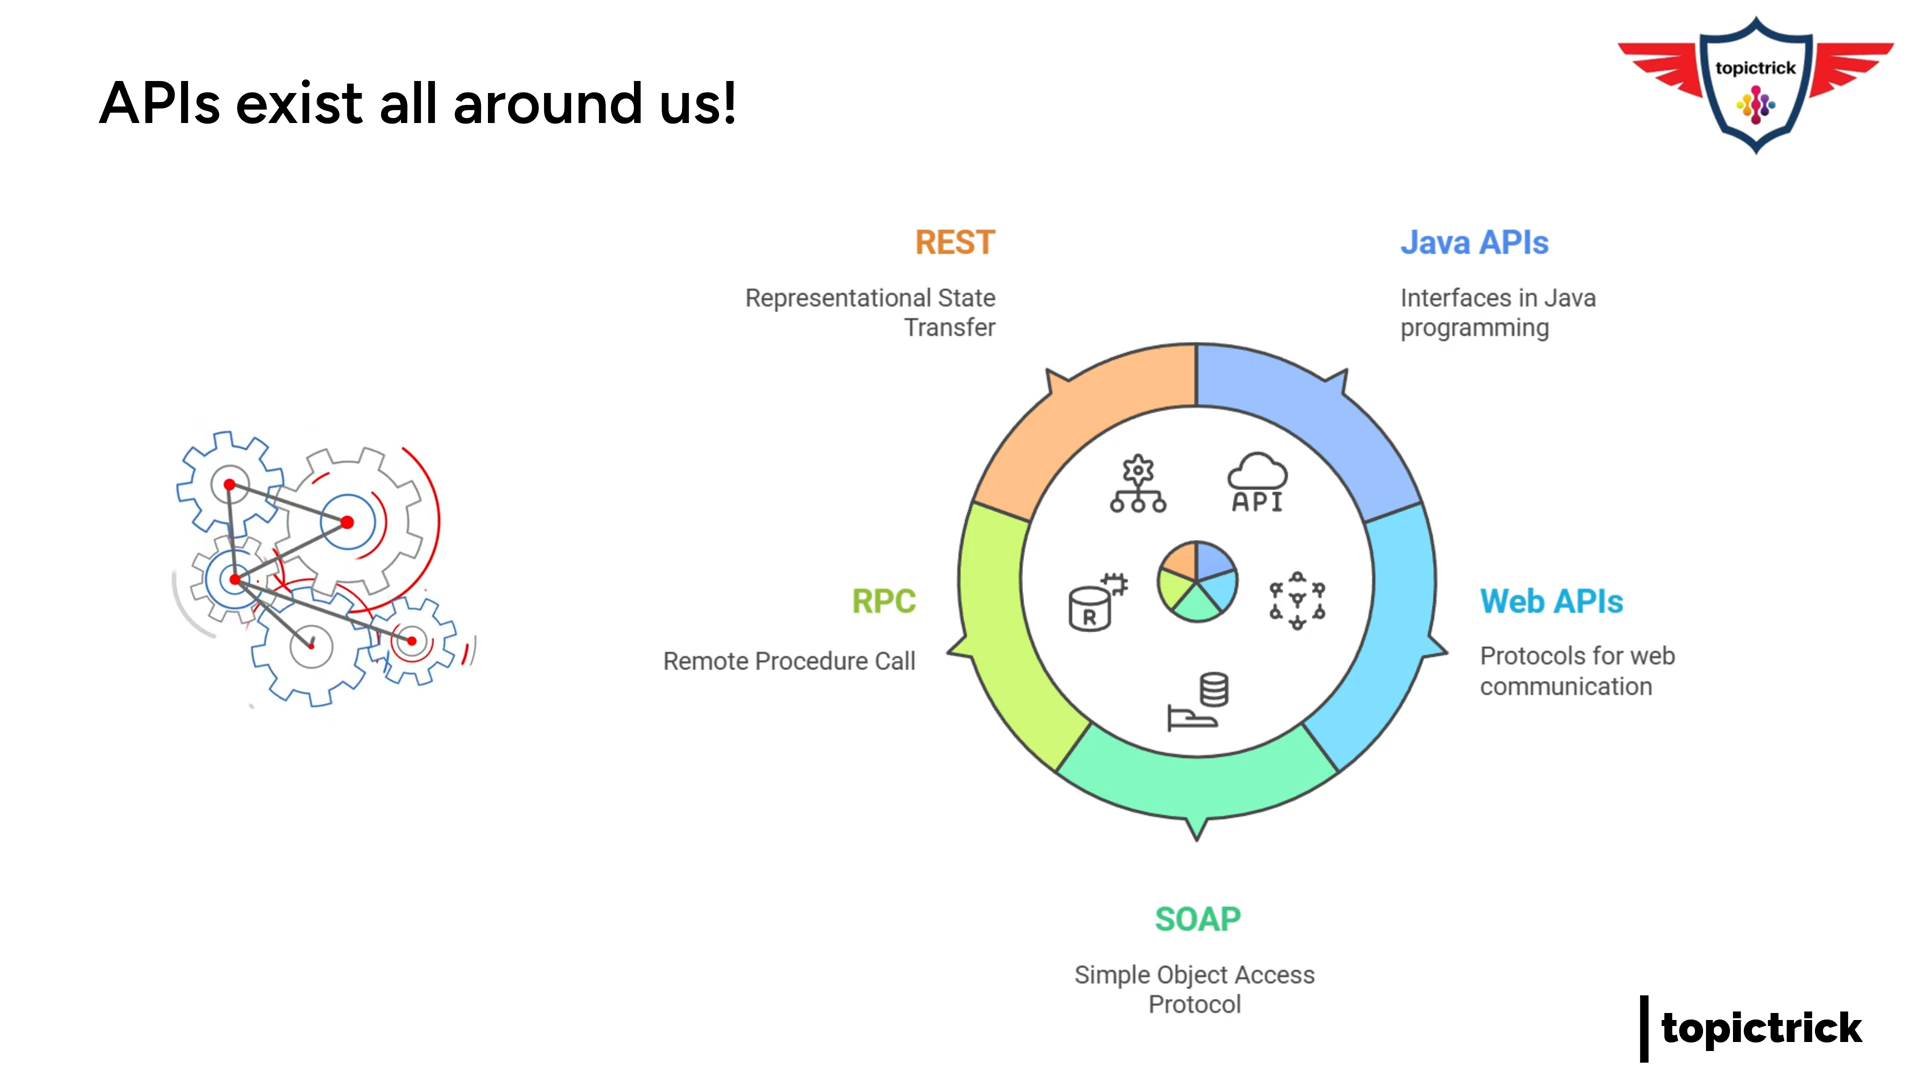 APIs exist all around us!
topictrick
REST
Representational State
Transfer
Java APIs
Interfaces in Java
programming
API
RPC
Remote Procedure Call
R
Web APIs
Protocols for web
communication
SOAP
Simple Object Access
Protocol
topictrick